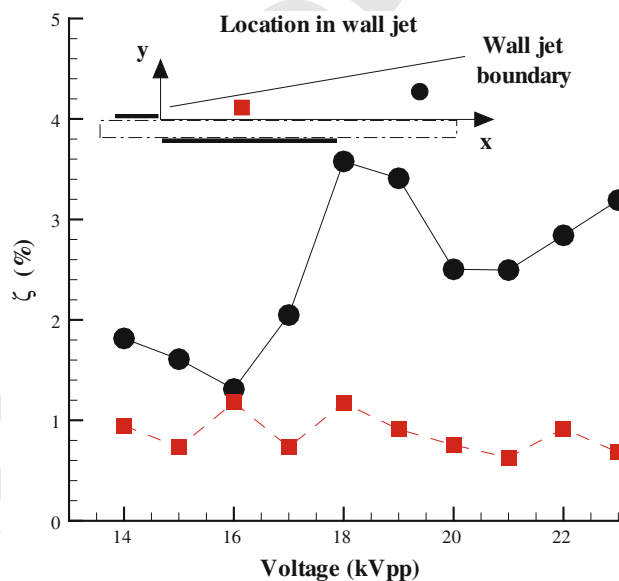 Location in wall jet
Wall jet
boundary
y
x
5
4
3
2
1
0
ζ (%)
14 16 18 20 22
Voltage (kVpp)